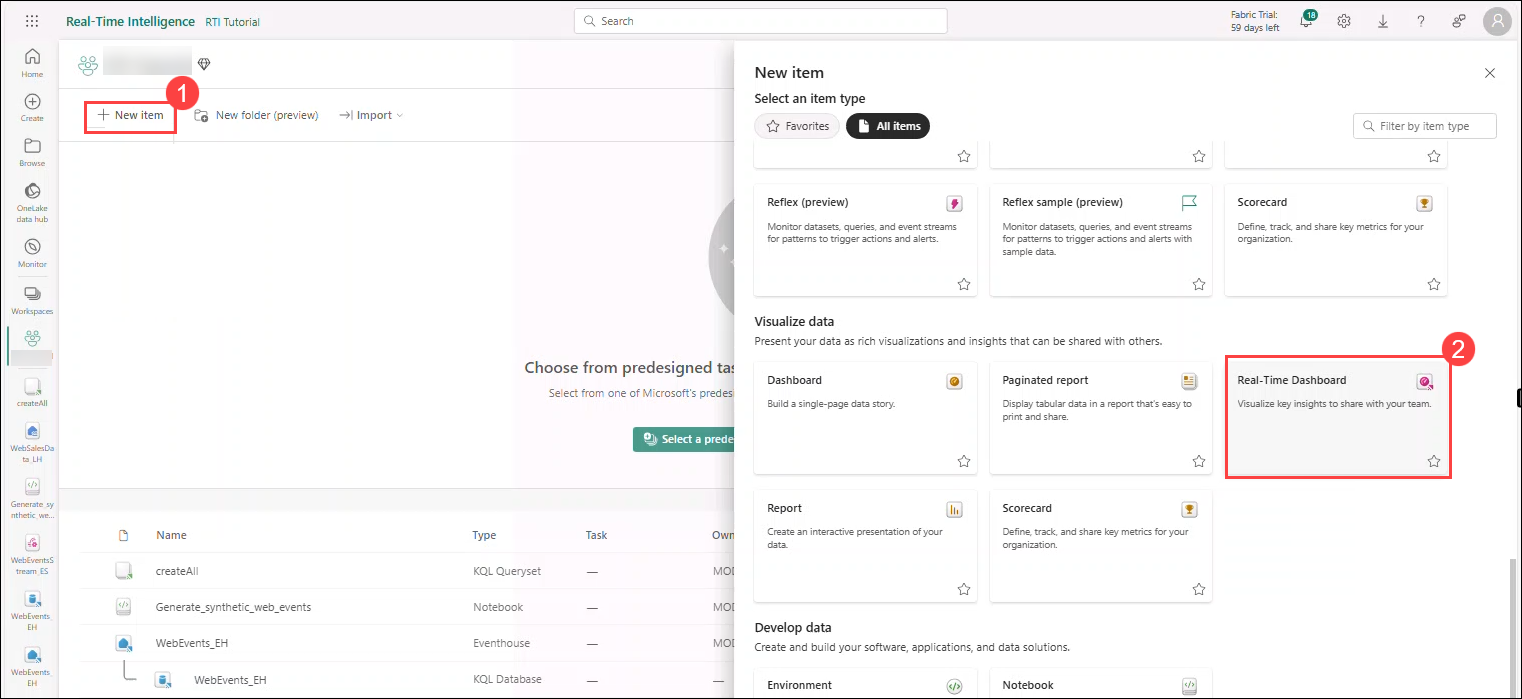 Real-Time Intelligence RTI Tutorial
Search
Fabric Trial:
59 days left
18
Home
Create
Browse
OneLake
data hub
Monitor
Workspaces
createAll
WebSalesDa
ta_LH
Generate_sy
nthetic_we...
WebEventsS
tream_ES
WebEvents_
EH
WebEvents_
EH
1
New item
New folder (preview)
Import
Choose from predesigned tas
Select from one of Microsoft's predesi
Select a prede
Name Type Task Own
createAll KQL Queryset — MOD
Generate_synthetic_web_events Notebook — MOD
WebEvents_EH Eventhouse — MOD
WebEvents_EH KQL Database — —
New item
Select an item type
Favorites
All items
Filter by item type
Reflex (preview)
Monitor datasets, queries, and event streams
for patterns to trigger actions and alerts.
Reflex sample (preview)
Monitor datasets, queries, and event streams
for patterns to trigger actions and alerts with
sample data.
Scorecard
Define, track, and share key metrics for your
organization.
Visualize data
Present your data as rich visualizations and insights that can be shared with others.
2
Dashboard
Build a single-page data story.
Paginated report
Display tabular data in a report that's easy to
print and share.
Real-Time Dashboard
Visualize key insights to share with your team.
Report
Create an interactive presentation of your
data.
Scorecard
Define, track, and share key metrics for your
organization.
Develop data
Create and build your software, applications, and data solutions.
Environment
Notebook